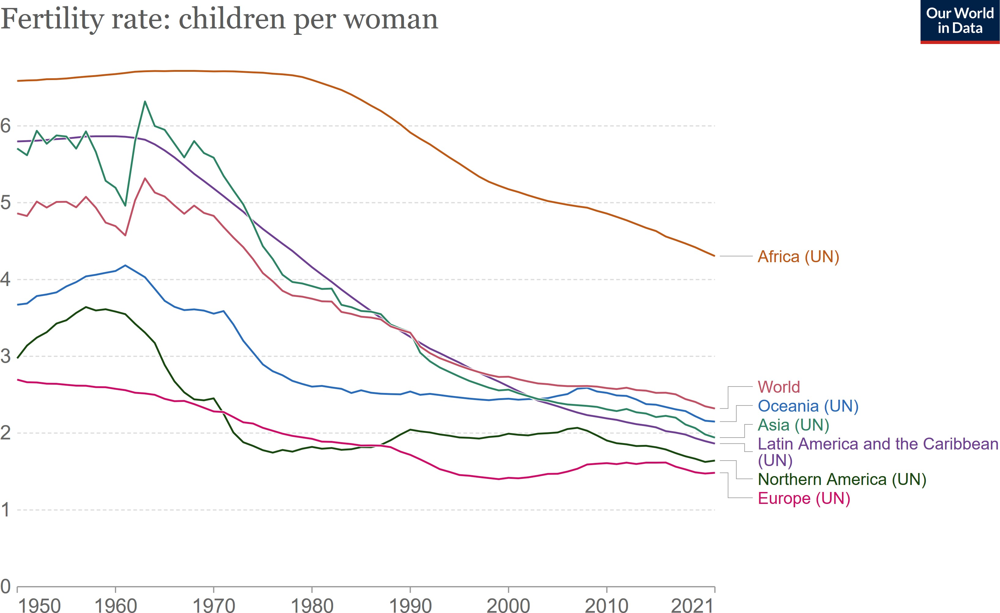 Fertility rate: children per woman
Our World
in Data
6
5
4
3
2
1
0
Africa (UN)
World
Oceania (UN)
Asia (UN)
Latin America and the Caribbean
(UN)
Northern America (UN)
Europe (UN)
1950 1960 1970 1980 1990 2000 2010 2021